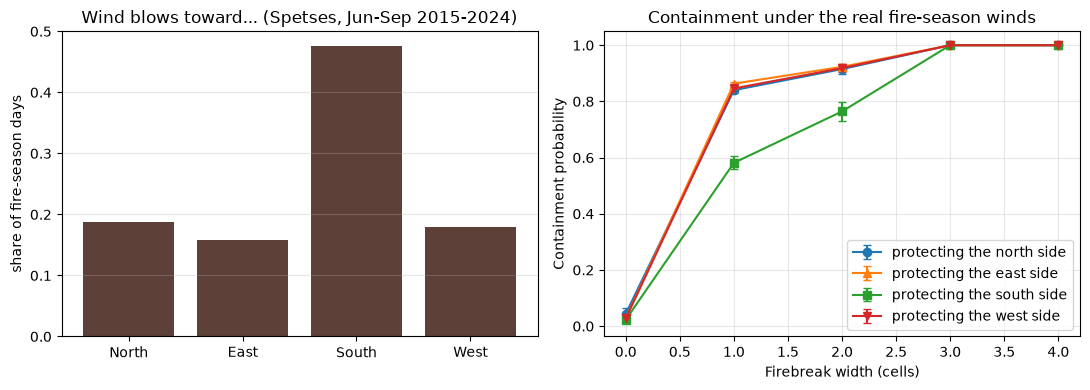 Wind blows toward... (Spetses, Jun-Sep 2015-2024)
share of fire-season days
0.5
0.4
0.3
0.2
0.1
0.0
North East South West
Containment under the real fire-season winds
Containment probability
1.0
0.8
0.6
0.4
0.2
0.0
protecting the north side
protecting the east side
protecting the south side
protecting the west side
0.0 0.5 1.0 1.5 2.0 2.5 3.0 3.5 4.0
Firebreak width (cells)